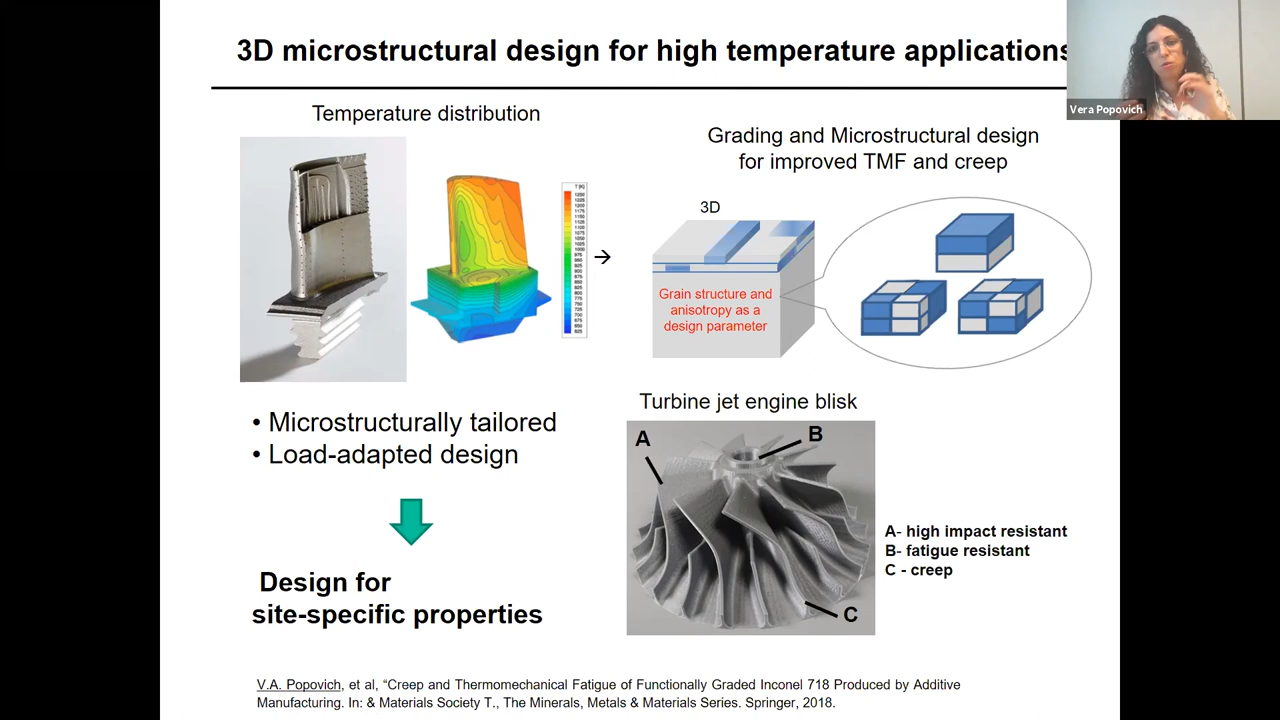 3D microstructural design for high temperature applications
Vera Popovich
Temperature distribution
Grading and Microstructural design
for improved TMF and creep
T [K]
3D
→
Grain structure and
anisotropy as a
design parameter
Turbine jet engine blisk
• Microstructurally tailored
• Load-adapted design
A
B
C
A- high impact resistant
B- fatigue resistant
C - creep
Design for
site-specific properties
V.A. Popovich, et al, “Creep and Thermomechanical Fatigue of Functionally Graded Inconel 718 Produced by Additive
Manufacturing. In: & Materials Society T., The Minerals, Metals & Materials Series. Springer, 2018.